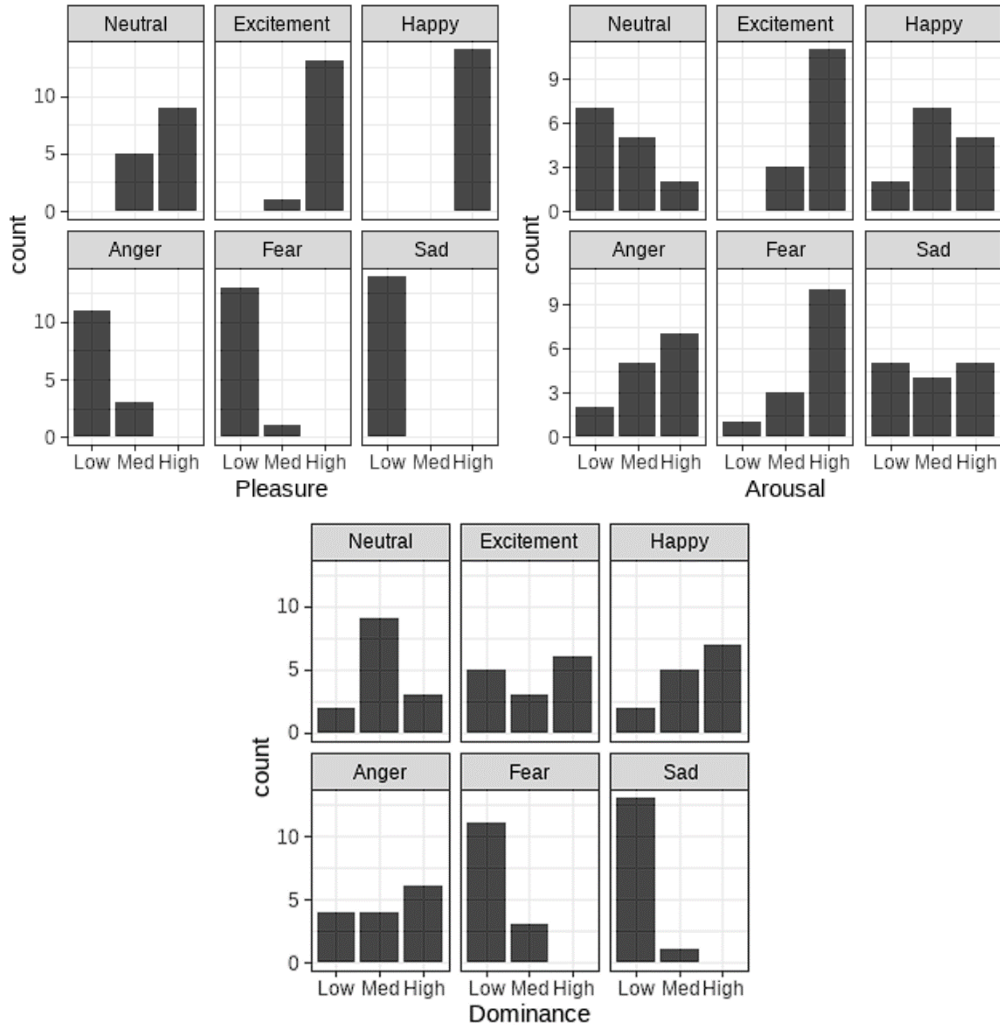 Neutral Excitement Happy
10
5
0
Anger Fear Sad
10
5
0
count
Low Med High Low Med High Low Med High
Pleasure
Neutral Excitement Happy
9
6
3
0
Anger Fear Sad
9
6
3
0
count
Low Med High Low Med High Low Med High
Arousal
Neutral Excitement Happy
10
5
0
Anger Fear Sad
10
5
0
count
Low Med High Low Med High Low Med High
Dominance